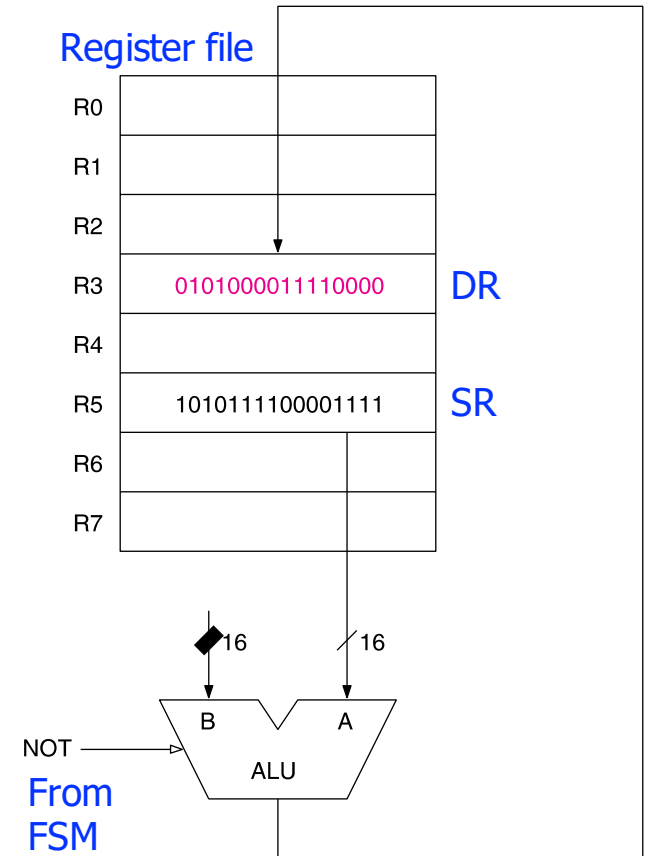 Register file
R0
R1
R2
R3 0101000011110000 DR
R4
R5 1010111100001111 SR
R6
R7
16 16
B A
NOT
ALU
From
FSM